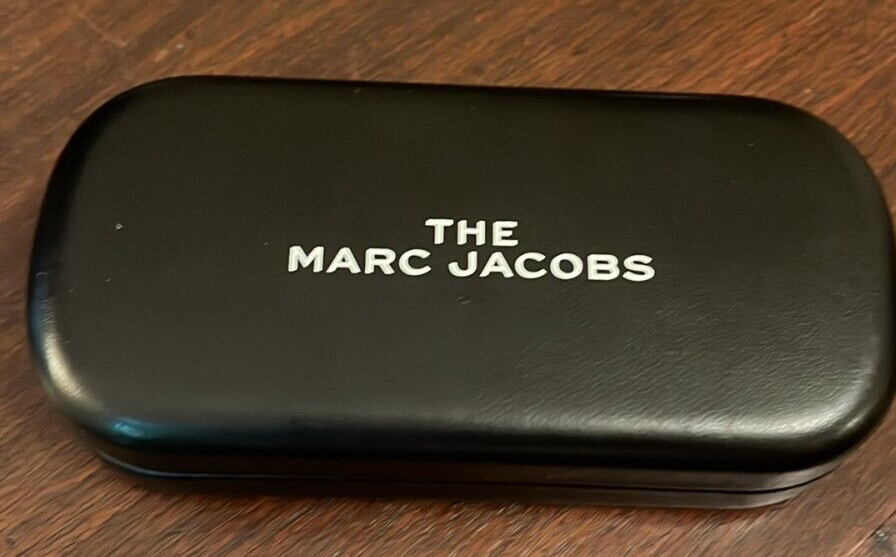 THE
MARC JACOBS